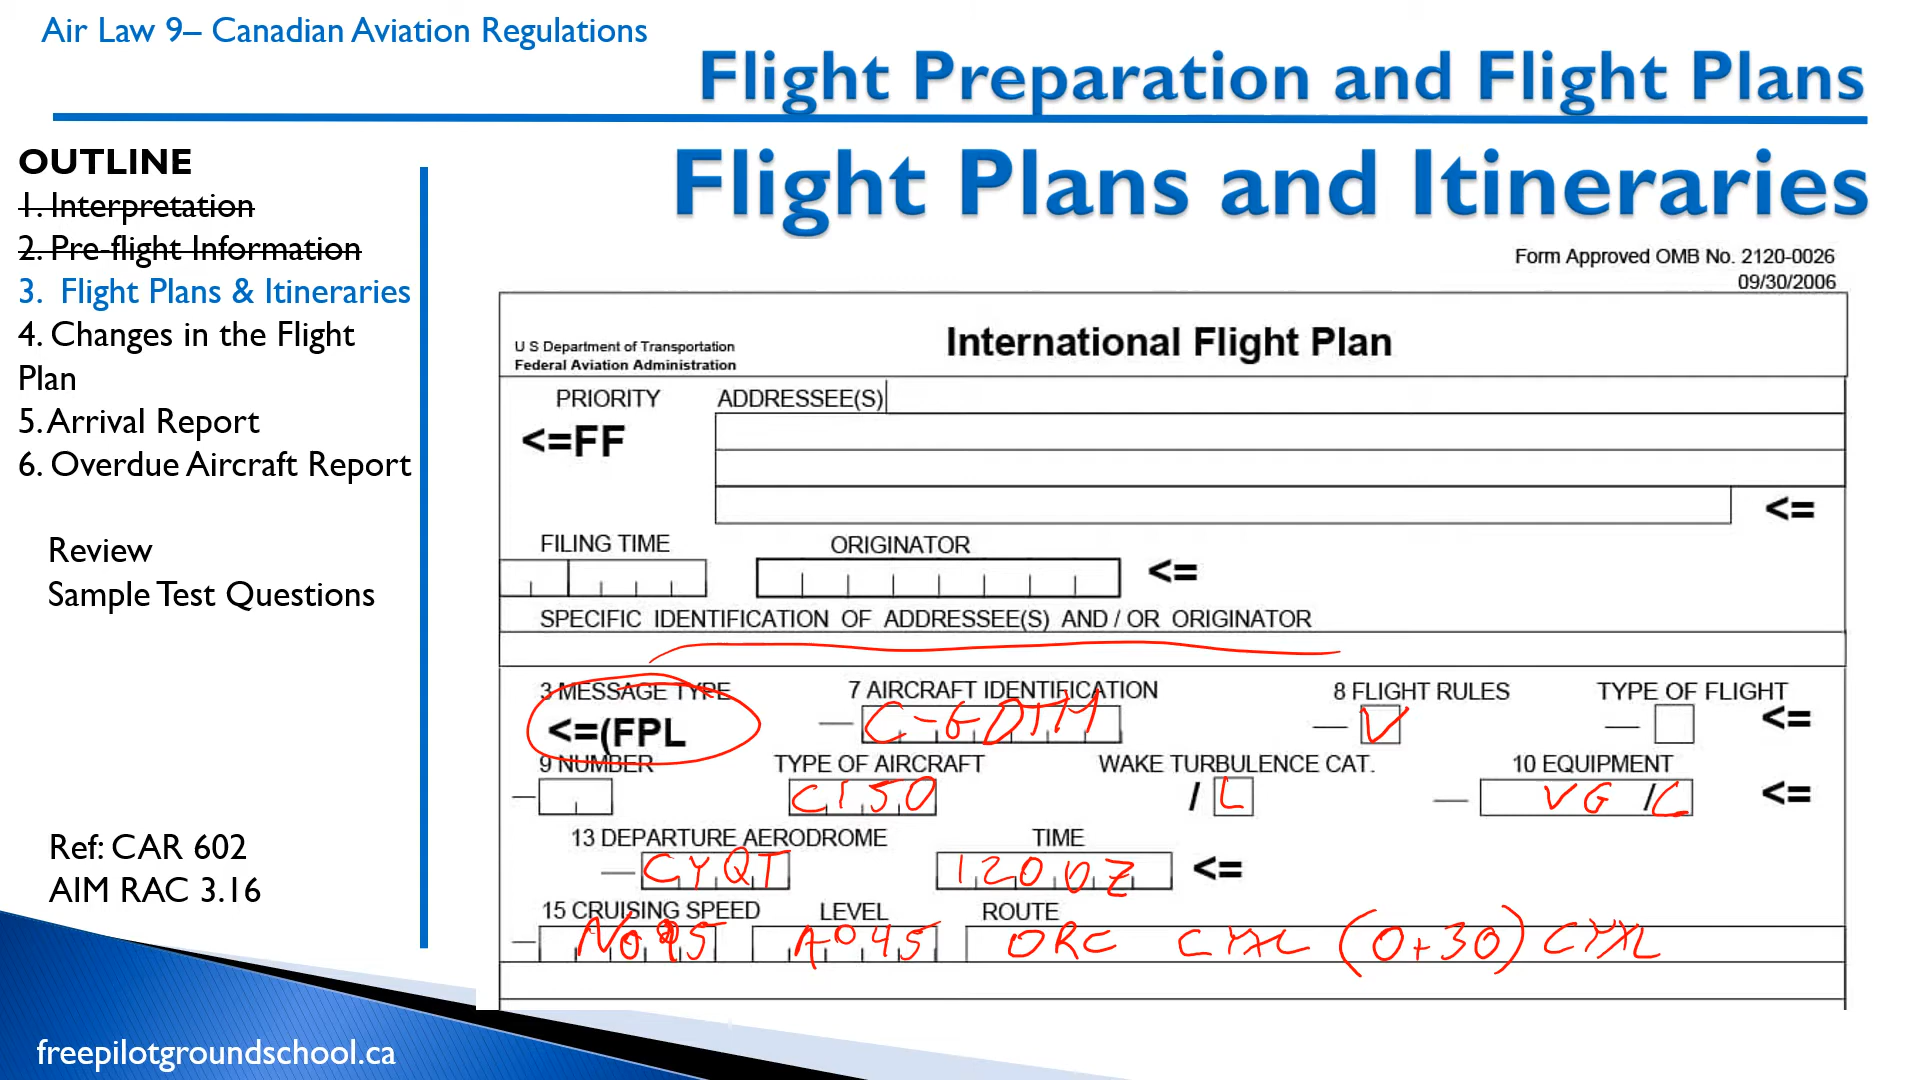 Air Law 9– Canadian Aviation Regulations
Flight Preparation and Flight Plans
Flight Plans and Itineraries
OUTLINE
1. Interpretation
2. Pre-flight Information
3. Flight Plans & Itineraries
4. Changes in the Flight
Plan
5. Arrival Report
6. Overdue Aircraft Report
Review
Sample Test Questions
Ref: CAR 602
AIM RAC 3.16
freepilotgroundschool.ca
Form Approved OMB No. 2120-0026
09/30/2006
U S Department of Transportation
Federal Aviation Administration
International Flight Plan
PRIORITY ADDRESSEE(S)
<=FF
<=
FILING TIME ORIGINATOR
<=
SPECIFIC IDENTIFICATION OF ADDRESSEE(S) AND / OR ORIGINATOR
3 MESSAGE TYPE 7 AIRCRAFT IDENTIFICATION 8 FLIGHT RULES TYPE OF FLIGHT
<=(FPL — C-GDTM — V — <=
9 NUMBER TYPE OF AIRCRAFT WAKE TURBULENCE CAT. 10 EQUIPMENT
— C150 / L — VG /C <=
13 DEPARTURE AERODROME TIME
— CYQT 1200Z <=
15 CRUISING SPEED LEVEL ROUTE
— N095 A045 DRC CYXL (0+30) CYXL